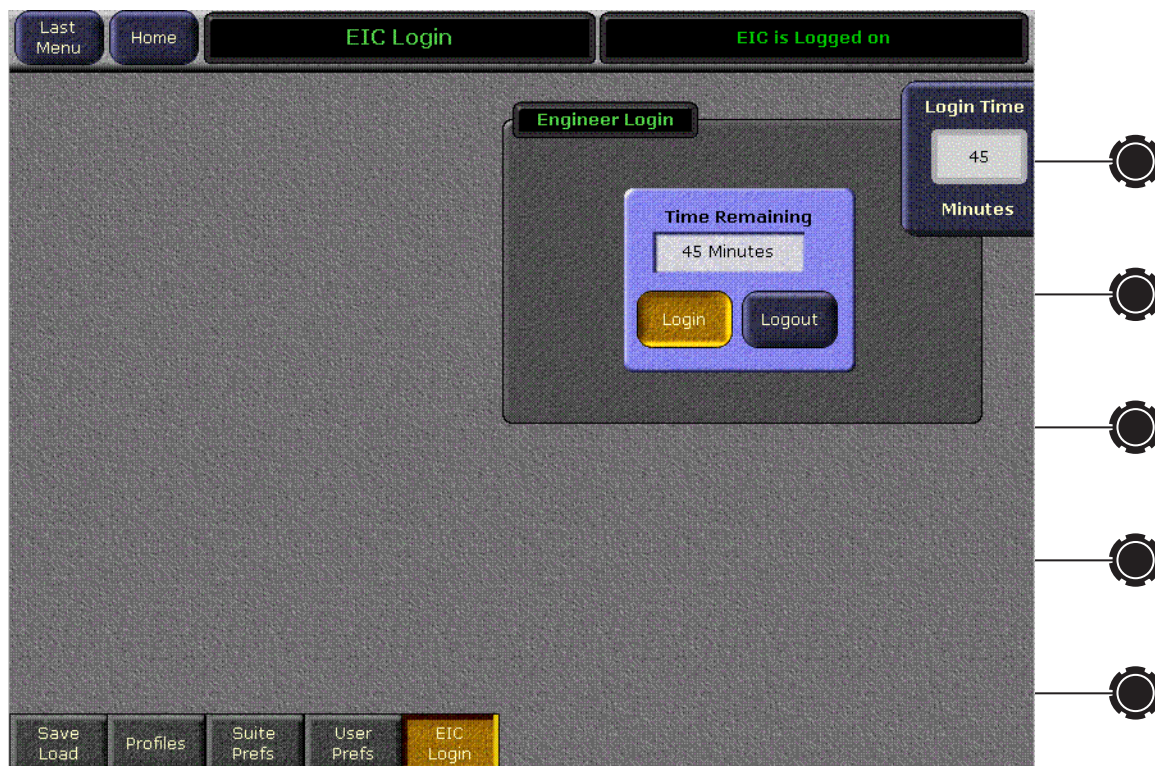 Last
Menu
Home
EIC Login
EIC is Logged on
Engineer Login
Login Time
45
Minutes
Time Remaining
45 Minutes
Login
Logout
Save
Load
Profiles
Suite
Prefs
User
Prefs
EIC
Login